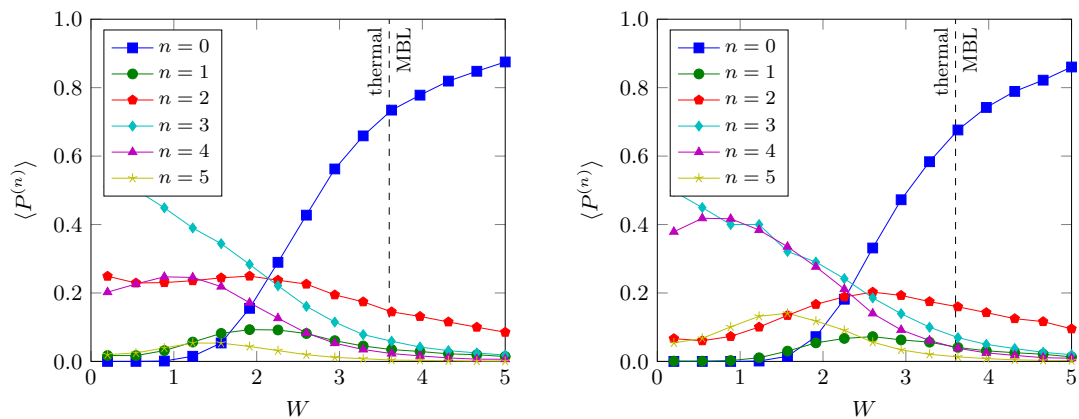 1.0
0.8
0.6
0.4
0.2
0.0
⟨P⁽ⁿ⁾⟩
n = 0
n = 1
n = 2
n = 3
n = 4
n = 5
thermal
MBL
0 1 2 3 4 5
W
1.0
0.8
0.6
0.4
0.2
0.0
⟨P⁽ⁿ⁾⟩
n = 0
n = 1
n = 2
n = 3
n = 4
n = 5
thermal
MBL
0 1 2 3 4 5
W